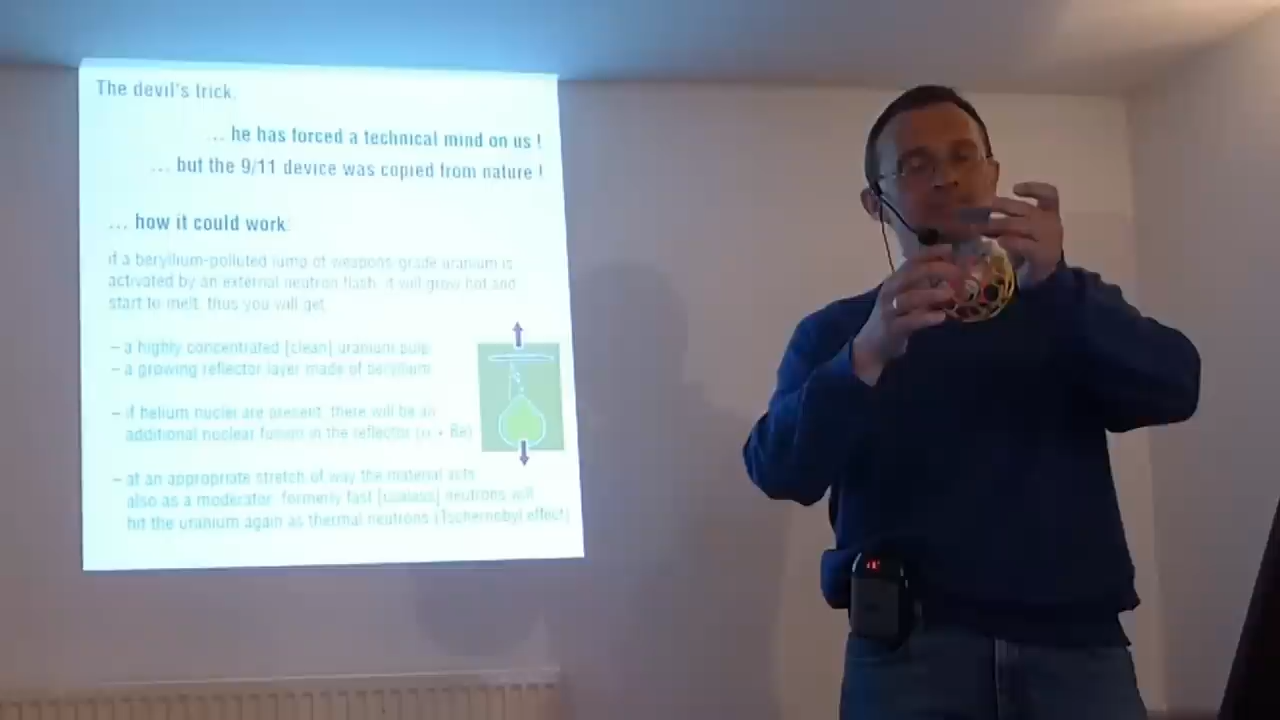 The devil's trick:
... he has forced a technical mind on us !
... but the 9/11 device was copied from nature !
... how it could work:
if a beryllium-polluted lump of weapons grade uranium is
activated by an external neutron flash, it will grow hot and
start to melt, thus you will get
– a highly concentrated [clean] uranium pulp
– a growing reflector layer made of beryllium
– if helium nuclei are present, there will be an
additional nuclear fusion in the reflector (α + Be)
– at an appropriate stretch of way the material acts
also as a moderator: formerly fast [useless] neutrons will
hit the uranium again as thermal neutrons (Tschernobyl effect)